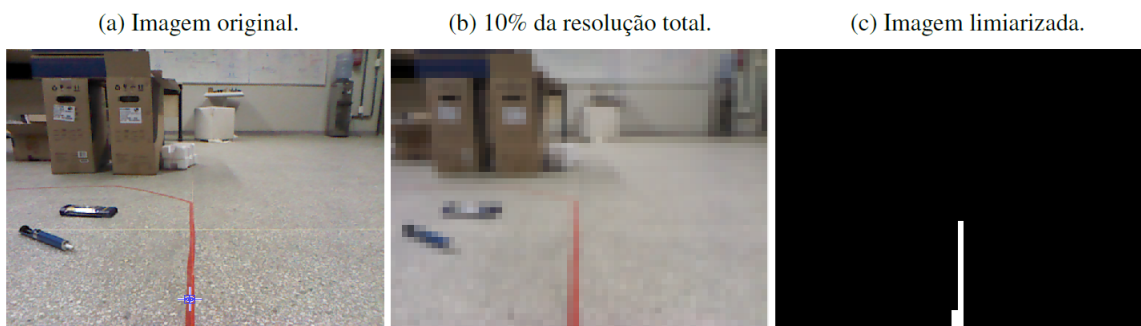 (a) Imagem original.
(b) 10% da resolução total.
(c) Imagem limiarizada.